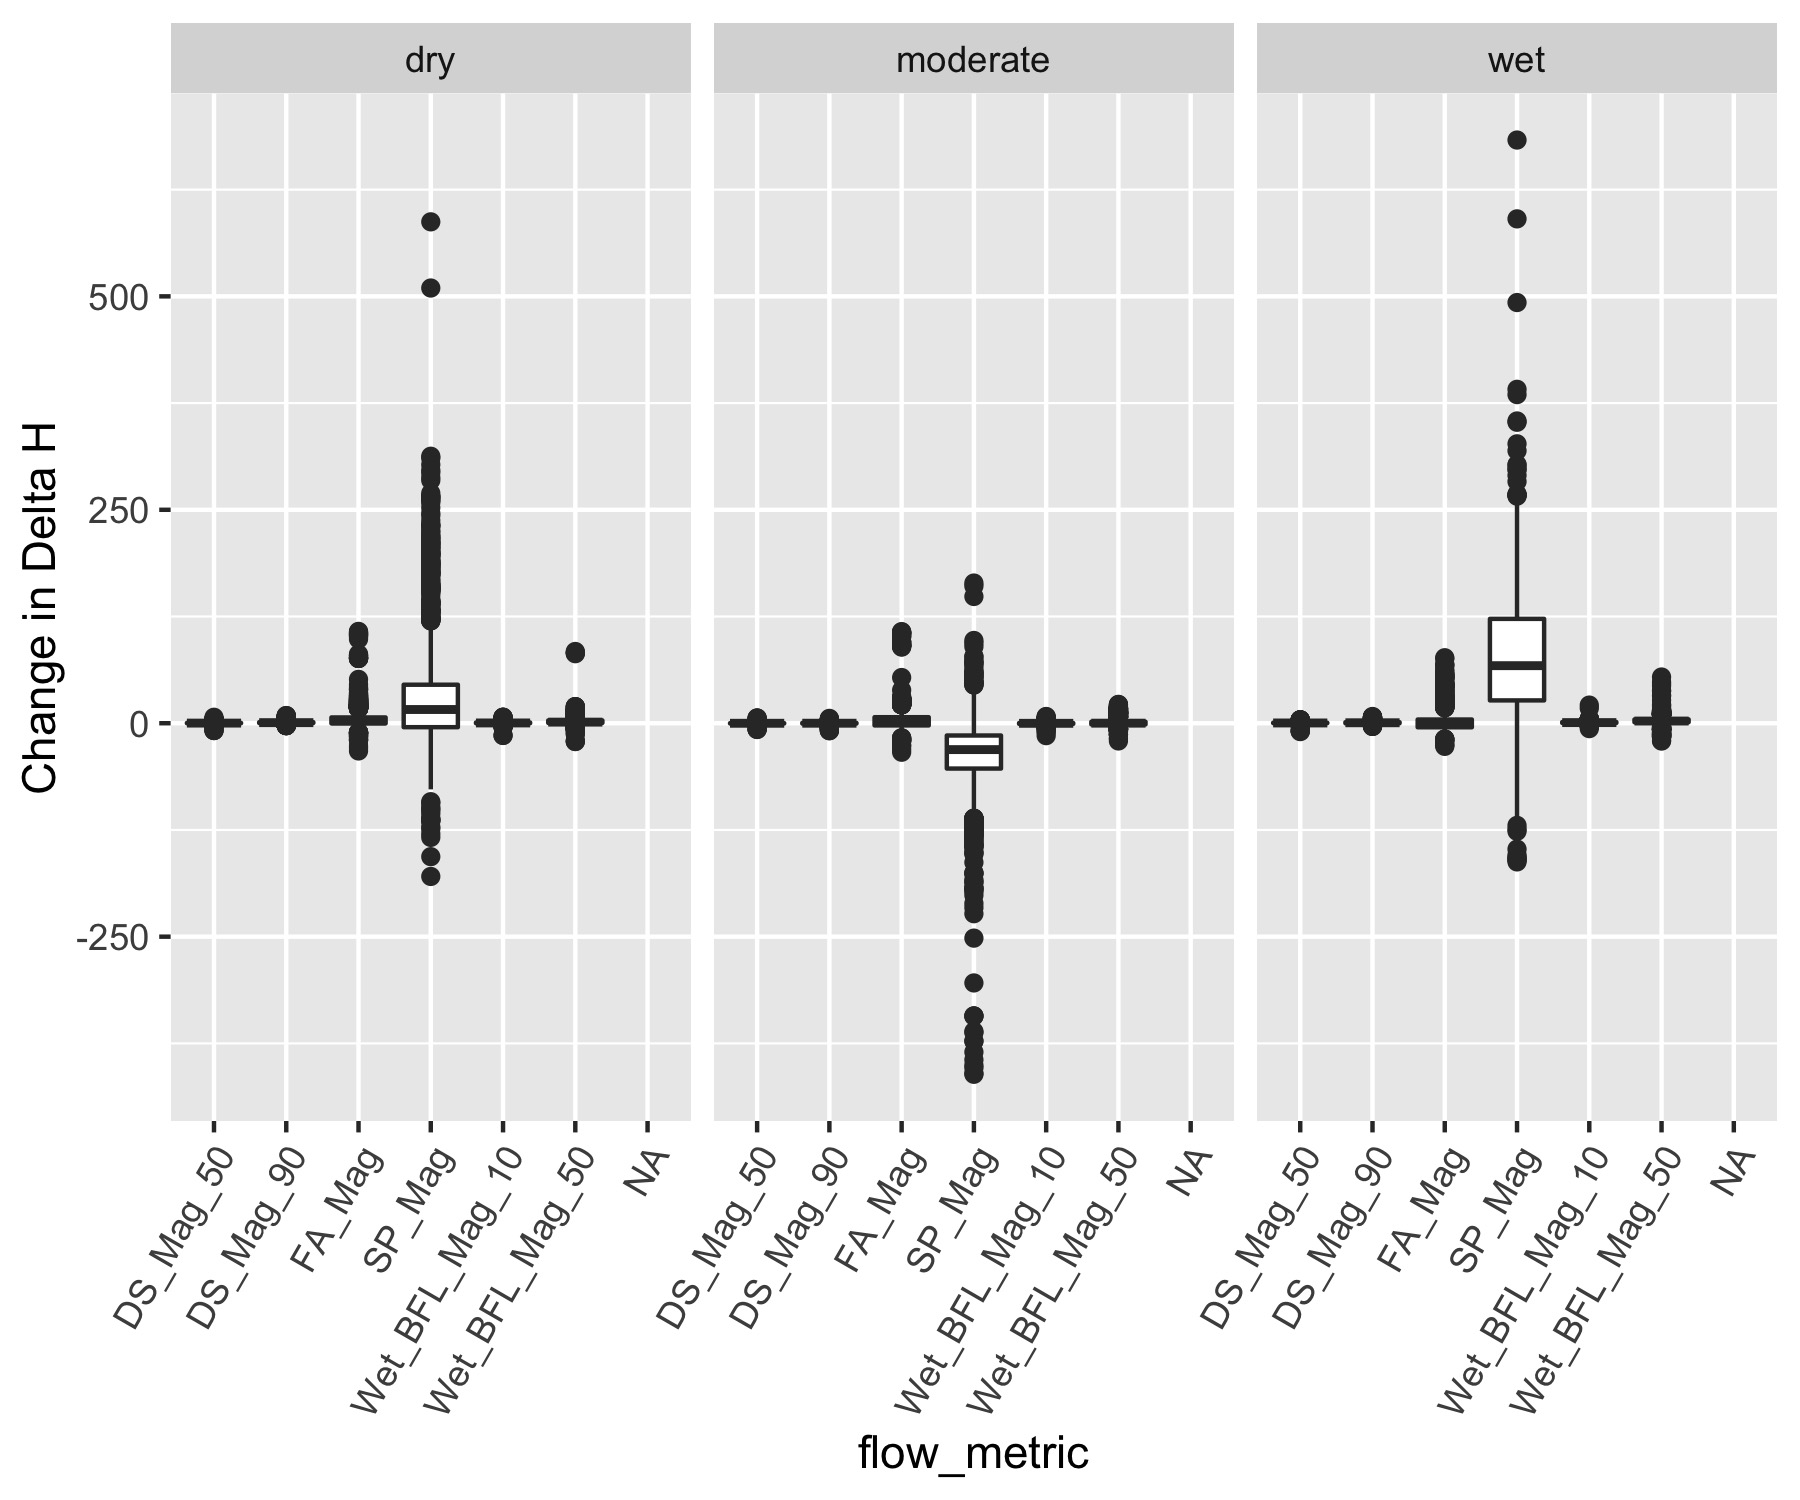 dry
moderate
wet
Change in Delta H
500
250
0
-250
DS_Mag_50
DS_Mag_90
FA_Mag
SP_Mag
Wet_BFL_Mag_10
Wet_BFL_Mag_50
NA
DS_Mag_50
DS_Mag_90
FA_Mag
SP_Mag
Wet_BFL_Mag_10
Wet_BFL_Mag_50
NA
DS_Mag_50
DS_Mag_90
FA_Mag
SP_Mag
Wet_BFL_Mag_10
Wet_BFL_Mag_50
NA
flow_metric